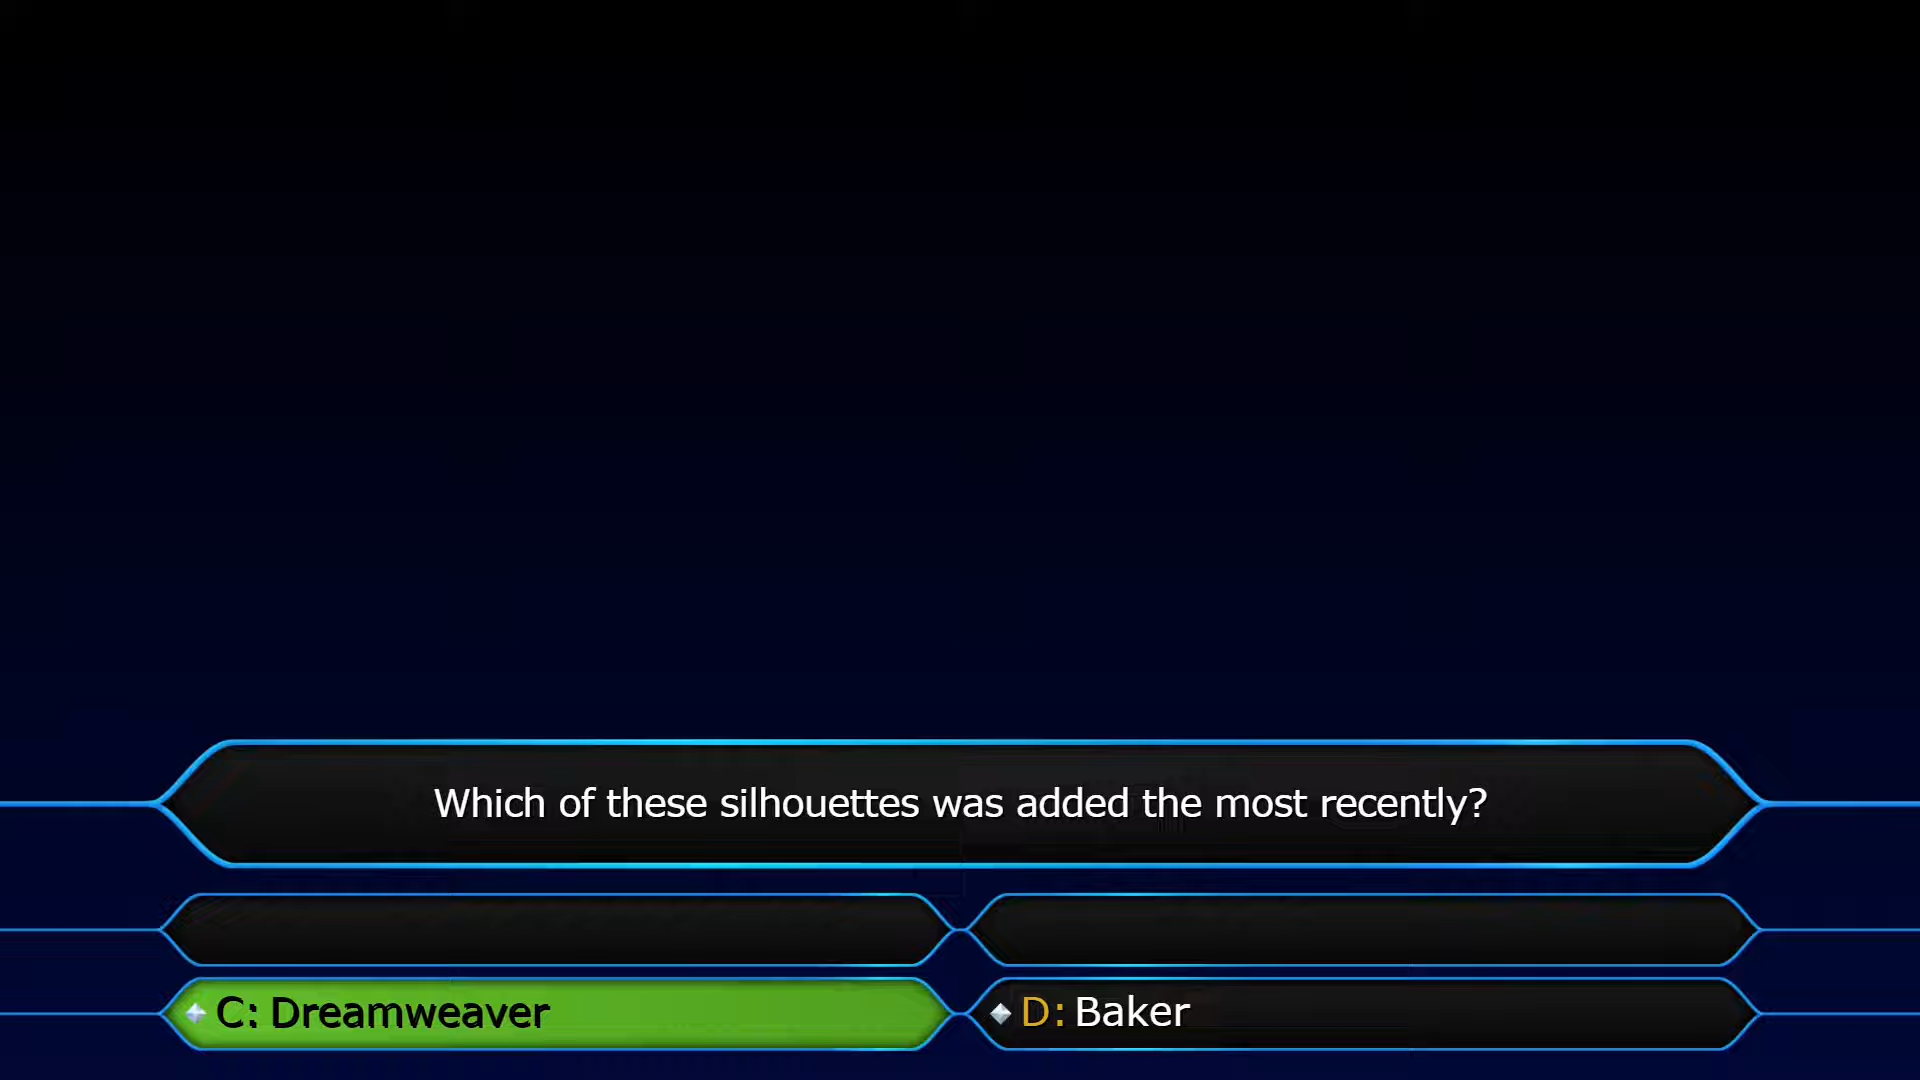 Which of these silhouettes was added the most recently?
C: Dreamweaver
D: Baker